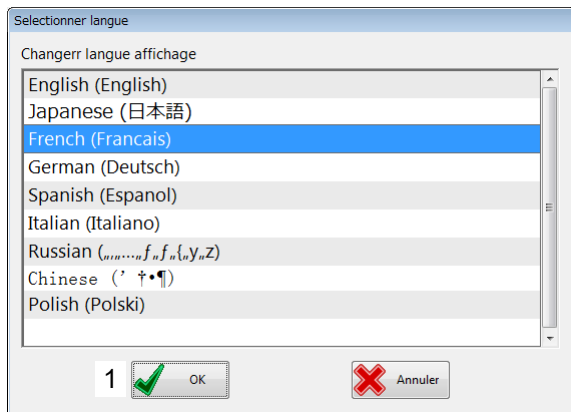 Selectionner langue
Changerr langue affichage
English (English)
Japanese (日本語)
French (Francais)
German (Deutsch)
Spanish (Espanol)
Italian (Italiano)
Russian („‚„…„ƒ„ƒ„{„y„z)
Chinese (’†•¶)
Polish (Polski)
1 OK Annuler